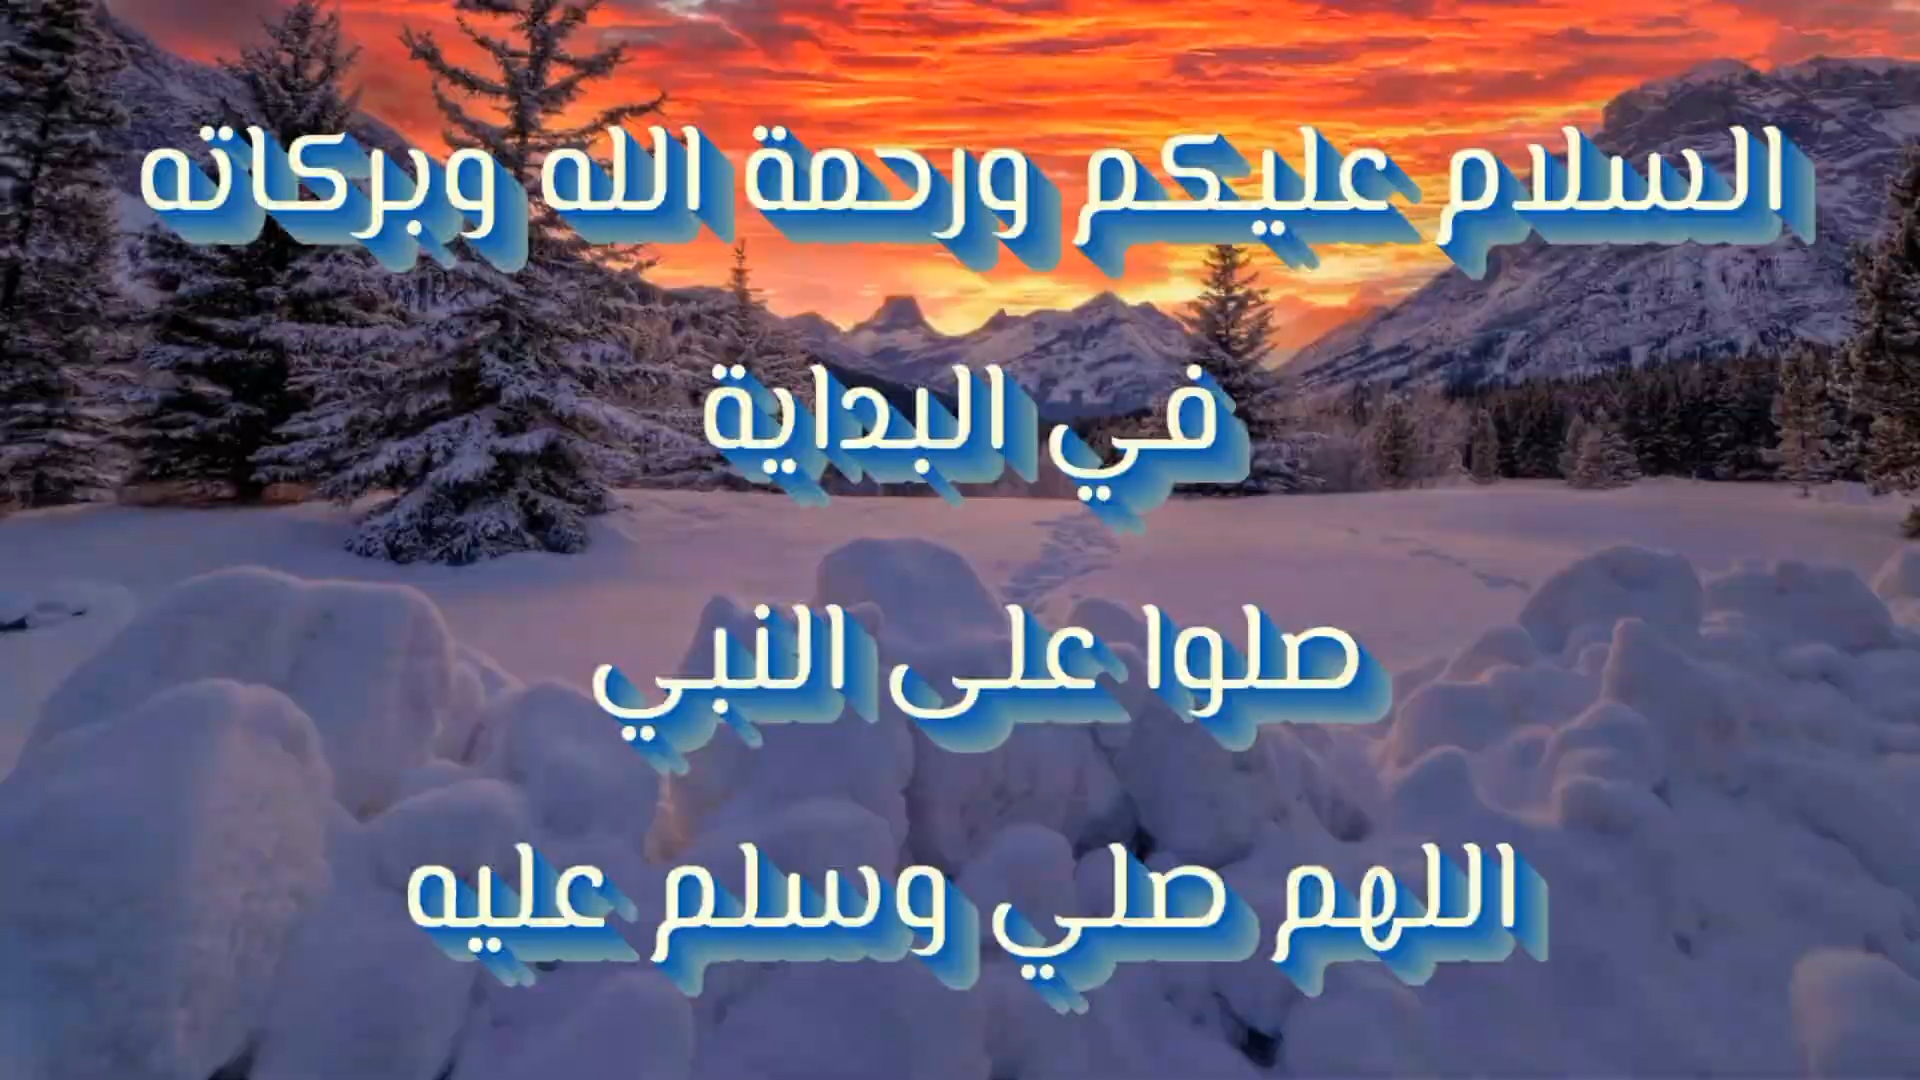 السلام عليكم ورحمة الله وبركاته
في البداية
صلوا على النبي
اللهم صلي وسلم عليه